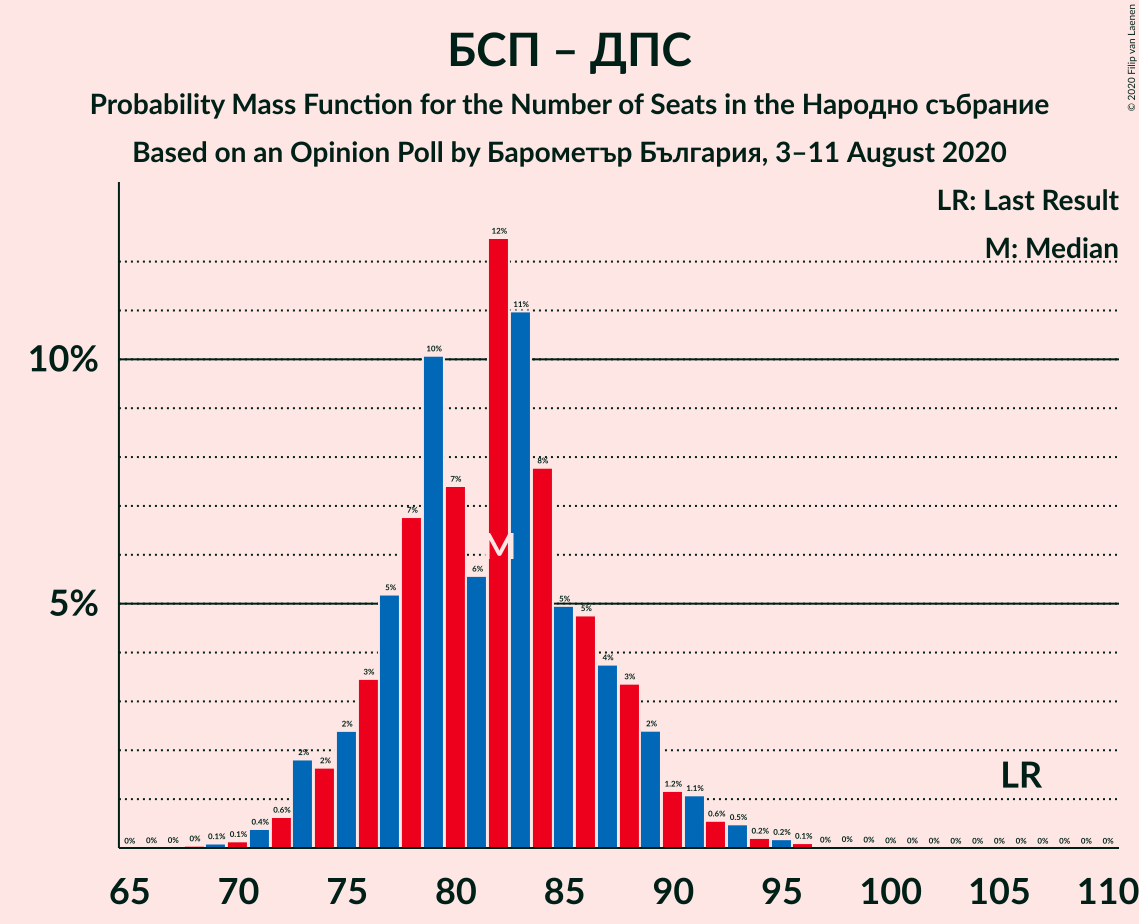 БСП – ДПС
Probability Mass Function for the Number of Seats in the Народно събрание
Based on an Opinion Poll by Барометър България, 3–11 August 2020
© 2020 Filip van Laenen
LR: Last Result
M: Median
10%
5%
0% 0% 0% 0% 0.1% 0.1% 0.4% 0.6% 2% 2% 2% 3% 5% 7% 10% 7% 6% 12% 11% 8% 5% 5% 4% 3% 2% 1.2% 1.1% 0.6% 0.5% 0.2% 0.2% 0.1% 0% 0% 0% 0% 0% 0% 0% 0% 0% 0% 0% 0% 0% 0%
M
LR
65 70 75 80 85 90 95 100 105 110